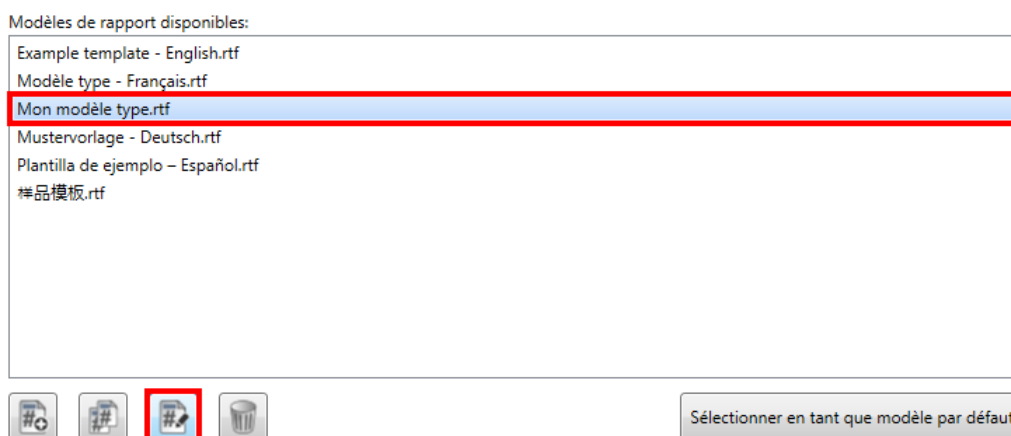 Modèles de rapport disponibles:
Example template - English.rtf
Modèle type - Français.rtf
Mon modèle type.rtf
Mustervorlage - Deutsch.rtf
Plantilla de ejemplo – Español.rtf
样品模板.rtf
Sélectionner en tant que modèle par défaut